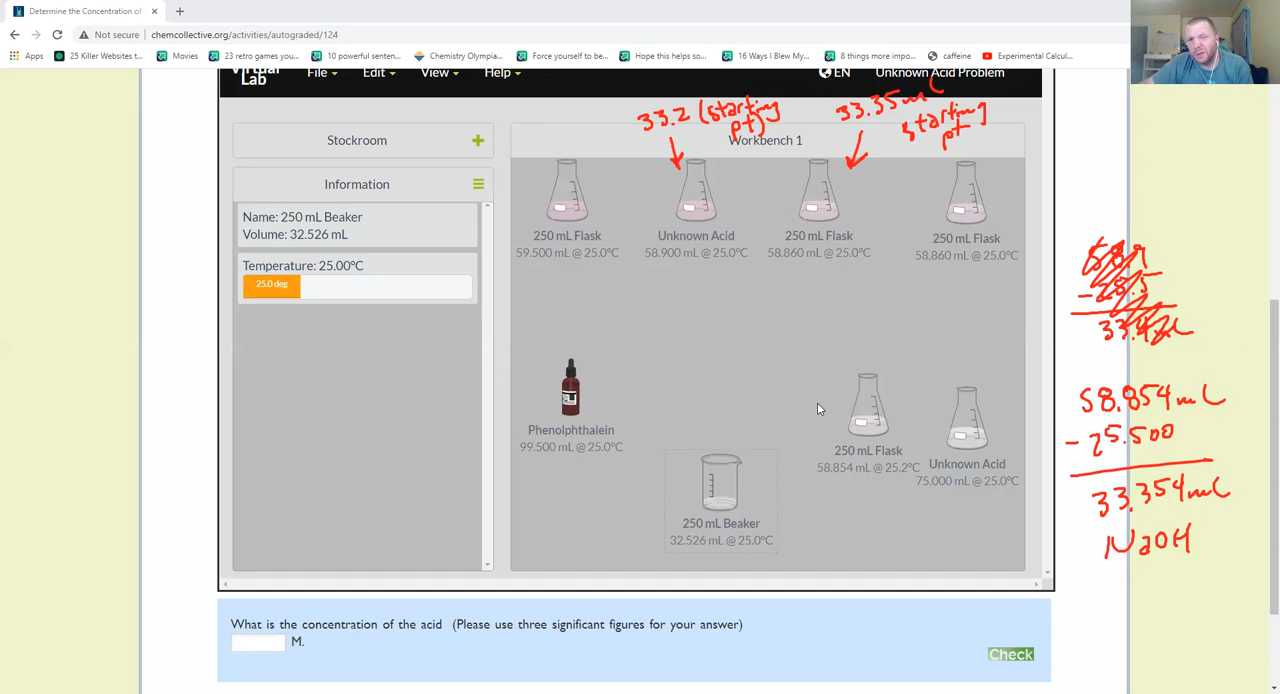 Determine the Concentration of
Not secure | chemcollective.org/activities/autograded/124
Apps
25 Killer Websites t...
Movies
23 retro games you...
10 powerful senten...
Chemistry Olympia...
Force yourself to be...
Hope this helps so...
16 Ways I Blew My...
8 things more impo...
caffeine
Experimental Calcu...
Virtual
Lab
File
Edit
View
Help
EN
Unknown Acid Problem
33.2 (starting
pt)
33.35mL
starting
pt
Stockroom
Workbench 1
Information
Name: 250 mL Beaker
Volume: 32.526 mL
Temperature: 25.00°C
25.0 deg
250 mL Flask
59.500 mL @ 25.0°C
Unknown Acid
58.900 mL @ 25.0°C
250 mL Flask
58.860 mL @ 25.0°C
250 mL Flask
58.860 mL @ 25.0°C
Phenolphthalein
99.500 mL @ 25.0°C
250 mL Flask
58.854 mL @ 25.2°C
Unknown Acid
75.000 mL @ 25.0°C
250 mL Beaker
32.526 mL @ 25.0°C
58.854mL
- 25.500
33.354mL
NaOH
What is the concentration of the acid (Please use three significant figures for your answer)
M.
Check